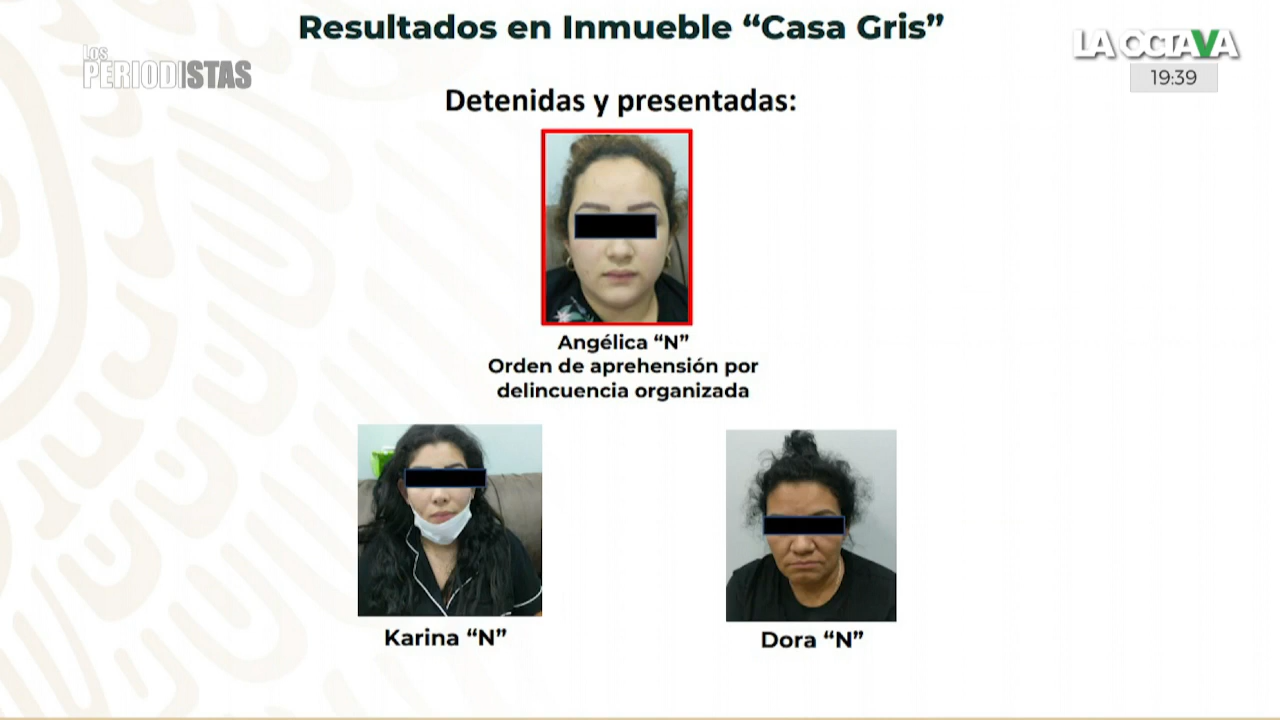 Resultados en Inmueble “Casa Gris”
LA OCTAVA
Los
PERIODISTAS
19:39
Detenidas y presentadas:
Angélica “N”
Orden de aprehensión por
delincuencia organizada
Karina “N”
Dora “N”